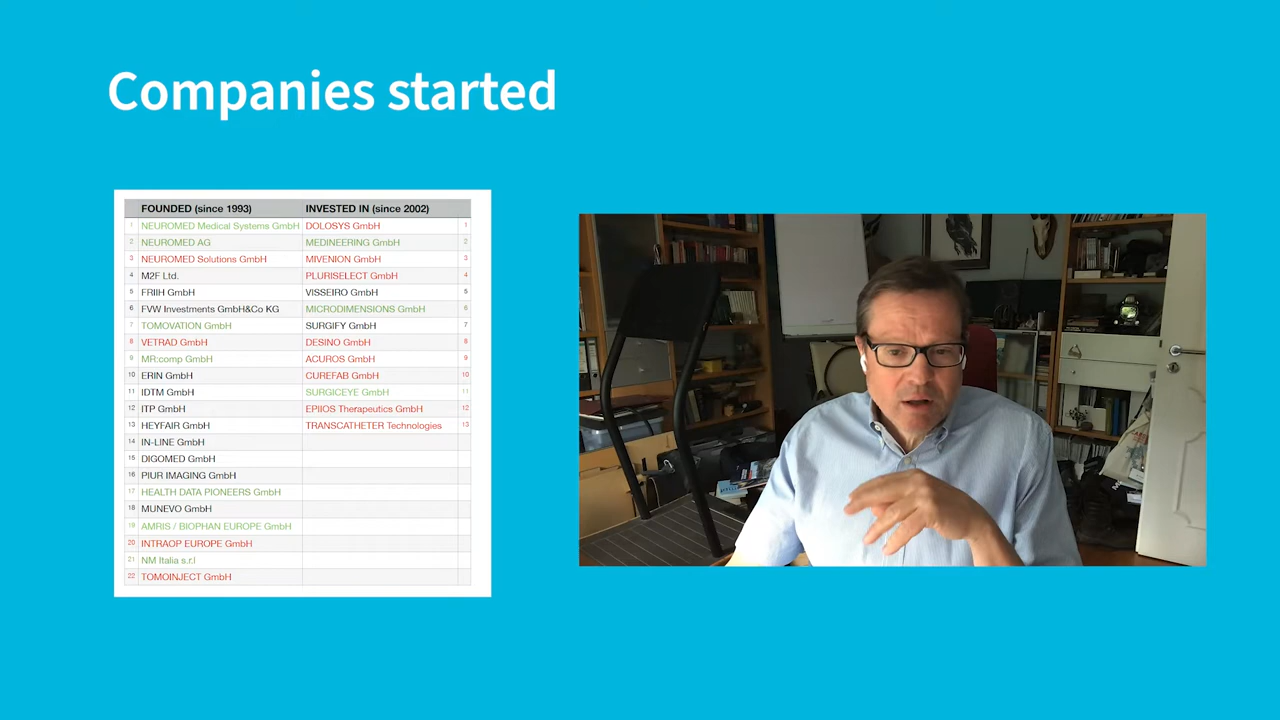 Companies started
FOUNDED (since 1993) INVESTED IN (since 2002)
1 NEUROMED Medical Systems GmbH DOLOSYS GmbH 1
2 NEUROMED AG MEDINEERING GmbH 2
3 NEUROMED Solutions GmbH MIVENION GmbH 3
4 M2F Ltd. PLURISELECT GmbH 4
5 FRIIH GmbH VISSEIRO GmbH 5
6 FVW Investments GmbH&Co KG MICRODIMENSIONS GmbH 6
7 TOMOVATION GmbH SURGIFY GmbH 7
8 VETRAD GmbH DESINO GmbH 8
9 MR:comp GmbH ACUROS GmbH 9
10 ERIN GmbH CUREFAB GmbH 10
11 IDTM GmbH SURGICEYE GmbH 11
12 ITP GmbH EPIIOS Therapeutics GmbH 12
13 HEYFAIR GmbH TRANSCATHETER Technologies 13
14 IN-LINE GmbH
15 DIGOMED GmbH
16 PIUR IMAGING GmbH
17 HEALTH DATA PIONEERS GmbH
18 MUNEVO GmbH
19 AMRIS / BIOPHAN EUROPE GmbH
20 INTRAOP EUROPE GmbH
21 NM Italia s.r.l
22 TOMOINJECT GmbH